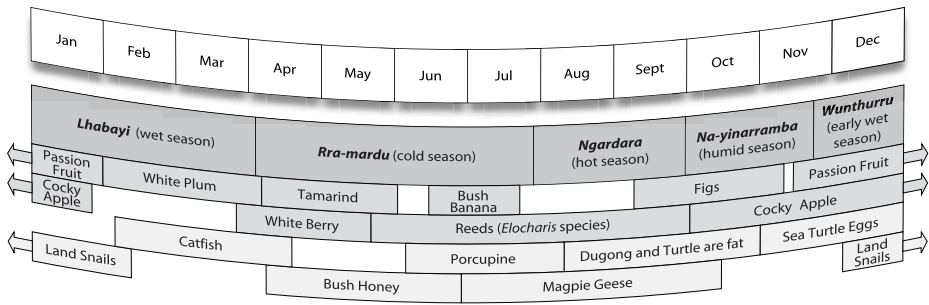 Jan
Feb
Mar
Apr
May
Jun
Jul
Aug
Sept
Oct
Nov
Dec
Lhabayi (wet season)
Rra-mardu (cold season)
Ngardara
(hot season)
Na-yinarramba
(humid season)
Wunthurru
(early wet
season)
Passion
Fruit
White Plum
Tamarind
Bush
Banana
Figs
Passion Fruit
Cocky
Apple
White Berry
Reeds (Elocharis species)
Cocky Apple
Land Snails
Catfish
Porcupine
Dugong and Turtle are fat
Sea Turtle Eggs
Land
Snails
Bush Honey
Magpie Geese